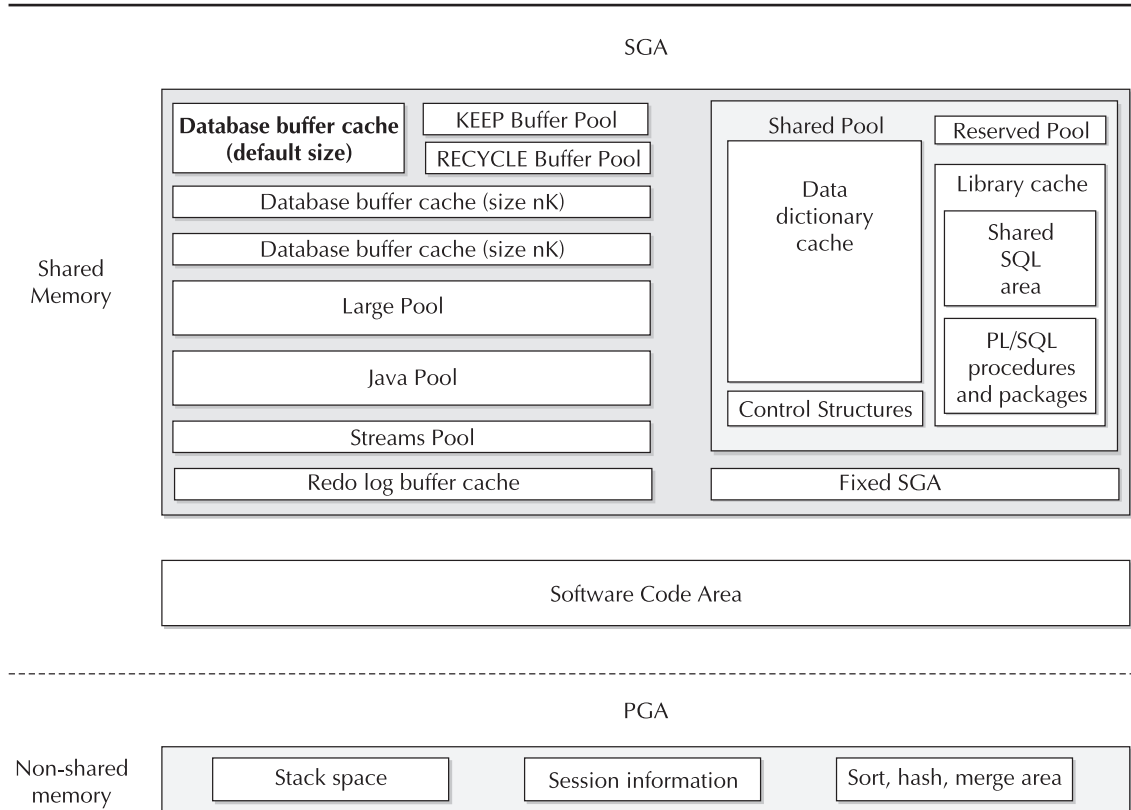 SGA
Shared
Memory
Database buffer cache
(default size)
KEEP Buffer Pool
RECYCLE Buffer Pool
Database buffer cache (size nK)
Database buffer cache (size nK)
Large Pool
Java Pool
Streams Pool
Redo log buffer cache
Shared Pool
Data
dictionary
cache
Control Structures
Reserved Pool
Library cache
Shared
SQL
area
PL/SQL
procedures
and packages
Fixed SGA
Software Code Area
PGA
Non-shared
memory
Stack space
Session information
Sort, hash, merge area